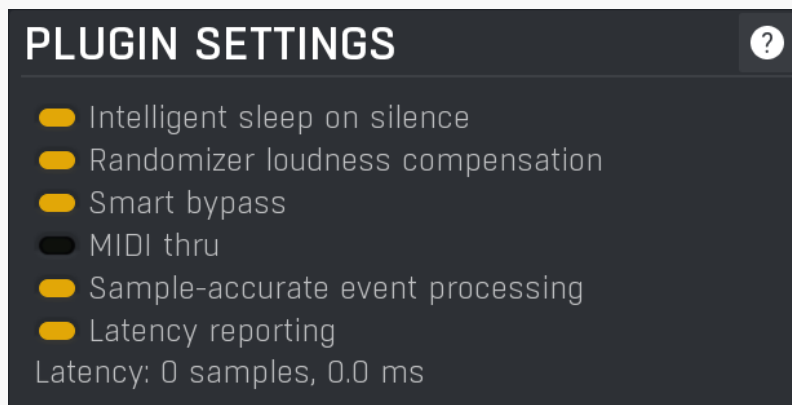 PLUGIN SETTINGS ?
Intelligent sleep on silence
Randomizer loudness compensation
Smart bypass
MIDI thru
Sample-accurate event processing
Latency reporting
Latency: 0 samples, 0.0 ms